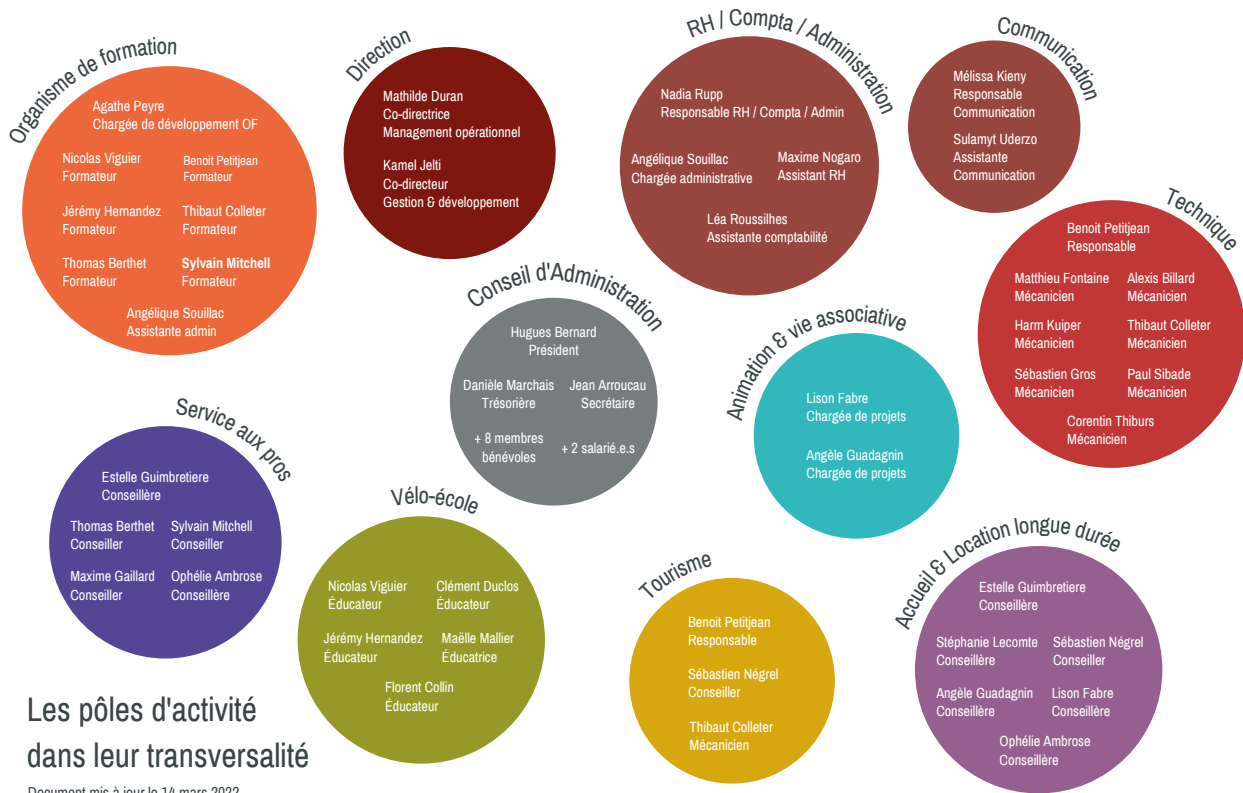 Organisme de formation
Agathe Peyre
Chargée de développement OF
Nicolas Viguier
Formateur
Benoit Petitjean
Formateur
Jérémy Hernandez
Formateur
Thibaut Colleter
Formateur
Thomas Berthet
Formateur
Sylvain Mitchell
Formateur
Angélique Souillac
Assistante admin
Direction
Mathilde Duran
Co-directrice
Management opérationnel
Kamel Jelti
Co-directeur
Gestion & développement
RH / Compta / Administration
Nadia Rupp
Responsable RH / Compta / Admin
Angélique Souillac
Chargée administrative
Maxime Nogaro
Assistant RH
Léa Roussilhes
Assistante comptabilité
Communication
Mélissa Kieny
Responsable
Communication
Sulamyt Uderzo
Assistante
Communication
Technique
Benoit Petitjean
Responsable
Matthieu Fontaine
Mécanicien
Alexis Billard
Mécanicien
Harm Kuiper
Mécanicien
Thibaut Colleter
Mécanicien
Sébastien Gros
Mécanicien
Paul Sibade
Mécanicien
Corentin Thiburs
Mécanicien
Conseil d'Administration
Hugues Bernard
Président
Danièle Marchais
Trésorière
Jean Arroucau
Secrétaire
+ 8 membres
bénévoles
+ 2 salarié.e.s
Animation & vie associative
Lison Fabre
Chargée de projets
Angèle Guadagnin
Chargée de projets
Service aux pros
Estelle Guimbretiere
Conseillère
Thomas Berthet
Conseiller
Sylvain Mitchell
Conseiller
Maxime Gaillard
Conseiller
Ophélie Ambrose
Conseillère
Vélo-école
Nicolas Viguier
Éducateur
Clément Duclos
Éducateur
Jérémy Hernandez
Éducateur
Maëlle Mallier
Éducatrice
Florent Collin
Éducateur
Tourisme
Benoit Petitjean
Responsable
Sébastien Négrel
Conseiller
Thibaut Colleter
Mécanicien
Accueil & Location longue durée
Estelle Guimbretiere
Conseillère
Stéphanie Lecomte
Conseillère
Sébastien Négrel
Conseiller
Angèle Guadagnin
Conseillère
Lison Fabre
Conseillère
Ophélie Ambrose
Conseillère
Les pôles d'activité
dans leur transversalité
Document mis à jour le 14 mars 2022